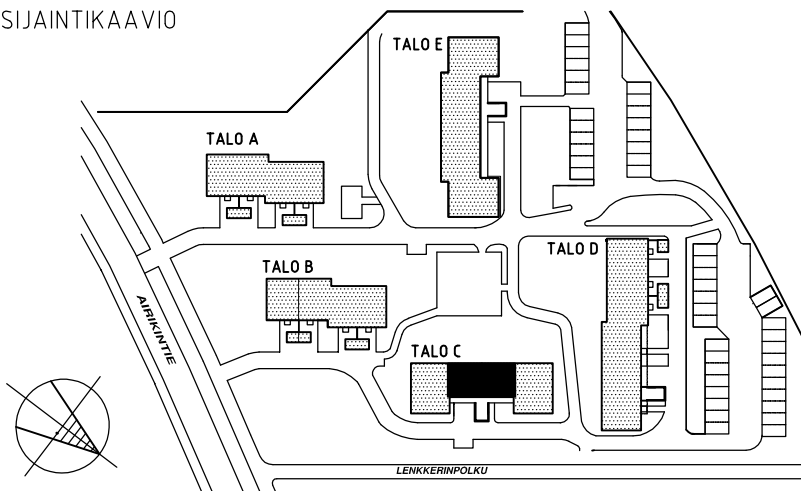 SIJAINTIKAAVIO
TALO E
TALO A
TALO D
TALO B
AIRIKINTIE
TALO C
LENKKERINPOLKU